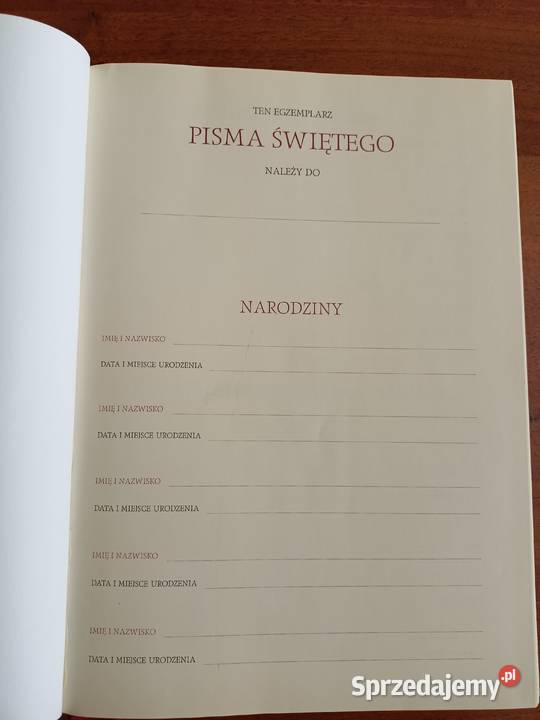 TEN EGZEMPLARZ
PISMA ŚWIĘTEGO
NALEŻY DO
NARODZINY
IMIĘ I NAZWISKO
DATA I MIEJSCE URODZENIA
IMIĘ I NAZWISKO
DATA I MIEJSCE URODZENIA
IMIĘ I NAZWISKO
DATA I MIEJSCE URODZENIA
IMIĘ I NAZWISKO
DATA I MIEJSCE URODZENIA
IMIĘ I NAZWISKO
DATA I MIEJSCE URODZENIA
Sprzedajemy.pl